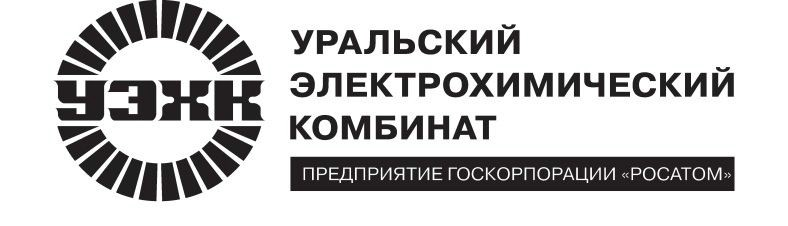 УЭХК
УРАЛЬСКИЙ
ЭЛЕКТРОХИМИЧЕСКИЙ
КОМБИНАТ
ПРЕДПРИЯТИЕ ГОСКОРПОРАЦИИ «РОСАТОМ»